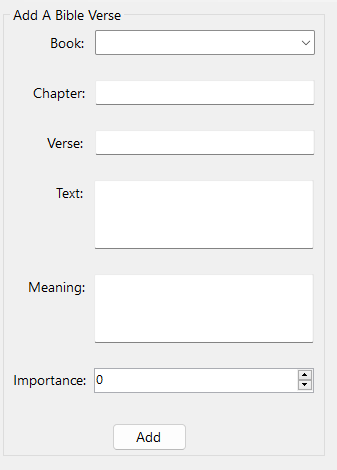 Add A Bible Verse
Book:
Chapter:
Verse:
Text:
Meaning:
Importance: 0
Add